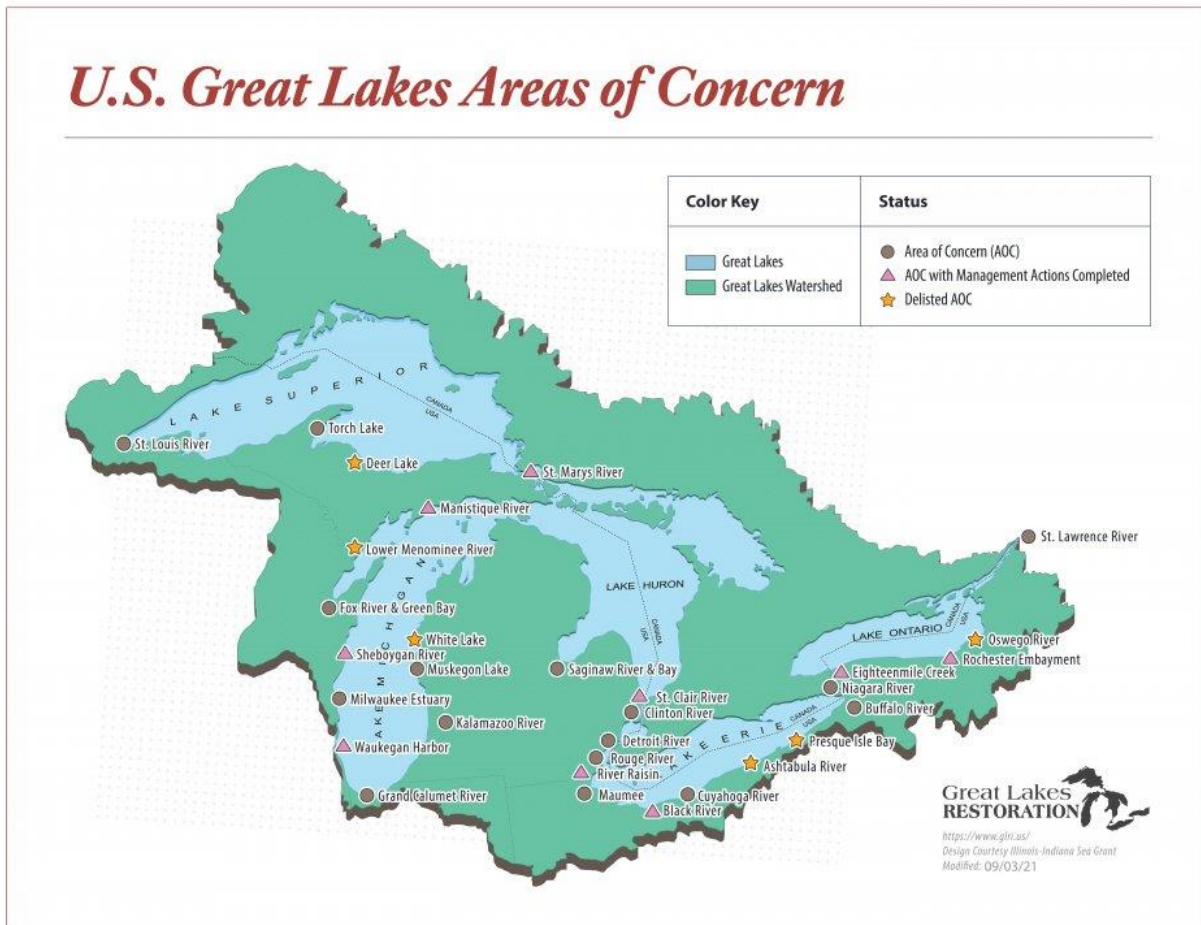 U.S. Great Lakes Areas of Concern
Color Key
Status
Great Lakes
Great Lakes Watershed
Area of Concern (AOC)
AOC with Management Actions Completed
Delisted AOC
LAKE SUPERIOR
CANADA
USA
Torch Lake
St. Louis River
Deer Lake
St. Marys River
Manistique River
St. Lawrence River
Lower Menominee River
LAKE HURON
CANADA
USA
LAKE MICHIGAN
Fox River & Green Bay
CANADA
USA
LAKE ONTARIO
White Lake
Oswego River
Sheboygan River
Rochester Embayment
Muskegon Lake
Saginaw River & Bay
Eighteenmile Creek
Niagara River
Milwaukee Estuary
St. Clair River
Buffalo River
Clinton River
Kalamazoo River
CANADA
USA
LAKE ERIE
Detroit River
Presque Isle Bay
Waukegan Harbor
Rouge River
Ashtabula River
River Raisin
Grand Calumet River
Maumee
Cuyahoga River
Black River
Great Lakes
RESTORATION
https://www.glri.us/
Design Courtesy Illinois-Indiana Sea Grant
Modified: 09/03/21